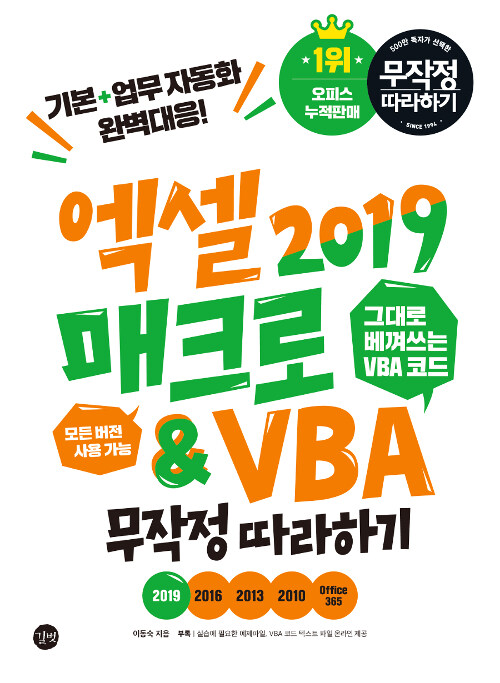 기본+업무 자동화
완벽대응!
1위
오피스
누적판매
500만 독자가 선택한
무작정
따라하기
SINCE 1994
엑셀 2019
매크로
& VBA
그대로
베껴쓰는
VBA 코드
모든 버전
사용 가능
무작정 따라하기
2019 2016 2013 2010 Office 365
길벗
이동숙 지음 부록 | 실습에 필요한 예제파일, VBA 코드 텍스트 파일 온라인 제공